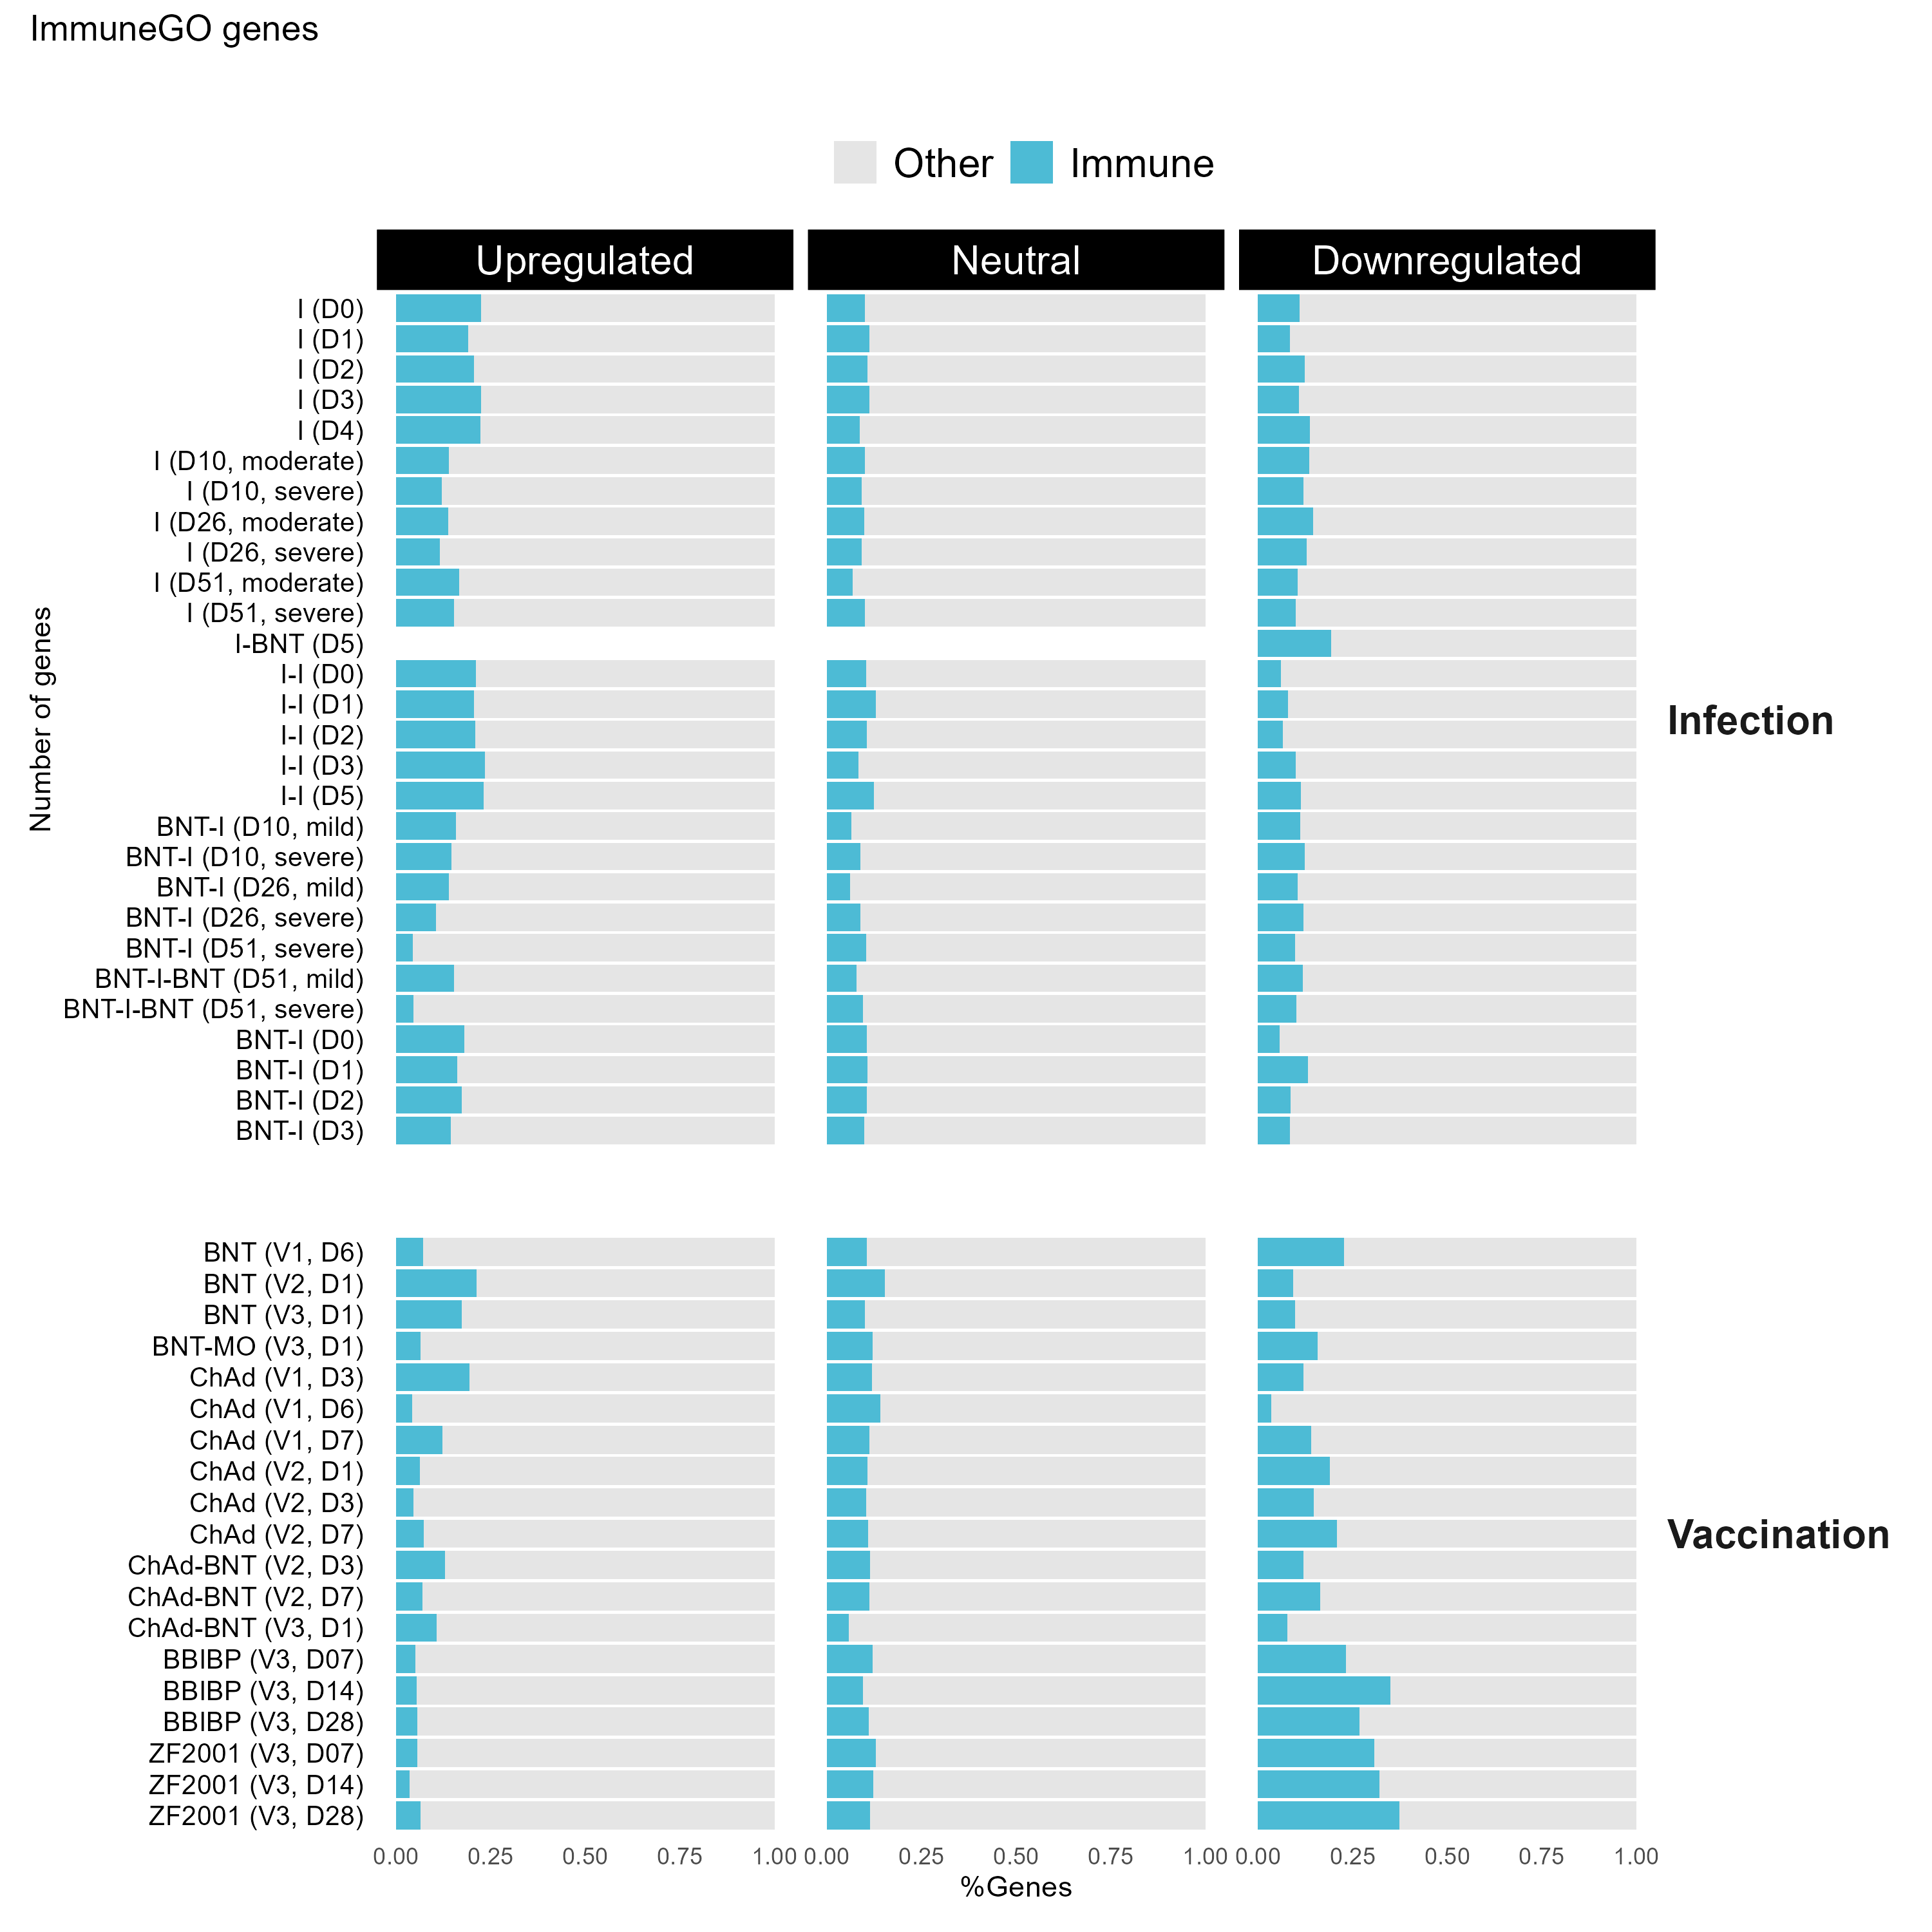 ImmuneGO genes
Other
Immune
Upregulated
Neutral
Downregulated
Number of genes
I (D0)
I (D1)
I (D2)
I (D3)
I (D4)
I (D10, moderate)
I (D10, severe)
I (D26, moderate)
I (D26, severe)
I (D51, moderate)
I (D51, severe)
I-BNT (D5)
I-I (D0)
I-I (D1)
I-I (D2)
I-I (D3)
I-I (D5)
BNT-I (D10, mild)
BNT-I (D10, severe)
BNT-I (D26, mild)
BNT-I (D26, severe)
BNT-I (D51, severe)
BNT-I-BNT (D51, mild)
BNT-I-BNT (D51, severe)
BNT-I (D0)
BNT-I (D1)
BNT-I (D2)
BNT-I (D3)
Infection
BNT (V1, D6)
BNT (V2, D1)
BNT (V3, D1)
BNT-MO (V3, D1)
ChAd (V1, D3)
ChAd (V1, D6)
ChAd (V1, D7)
ChAd (V2, D1)
ChAd (V2, D3)
ChAd (V2, D7)
ChAd-BNT (V2, D3)
ChAd-BNT (V2, D7)
ChAd-BNT (V3, D1)
BBIBP (V3, D07)
BBIBP (V3, D14)
BBIBP (V3, D28)
ZF2001 (V3, D07)
ZF2001 (V3, D14)
ZF2001 (V3, D28)
Vaccination
0.00 0.25 0.50 0.75 1.00 0.00 0.25 0.50 0.75 1.00 0.00 0.25 0.50 0.75 1.00
%Genes